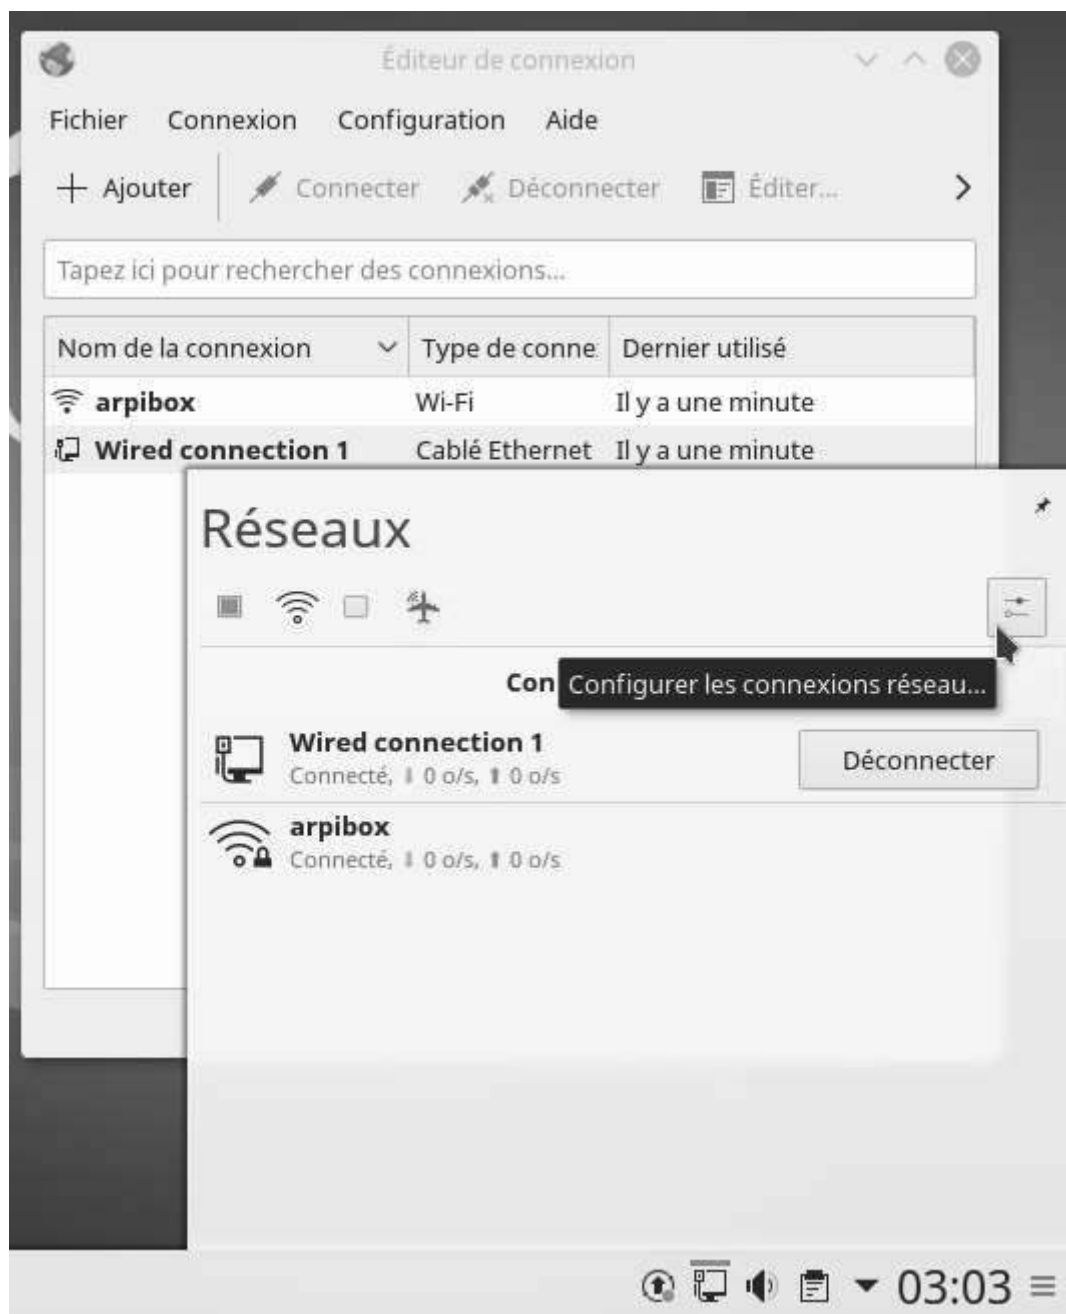 Éditeur de connexion
Fichier Connexion Configuration Aide
Ajouter Connecter Déconnecter Éditer...
Tapez ici pour rechercher des connexions...
Nom de la connexion Type de conne Dernier utilisé
arpibox Wi-Fi Il y a une minute
Wired connection 1 Cablé Ethernet Il y a une minute
Réseaux
Con
Configurer les connexions réseau...
Wired connection 1
Connecté, ⬇ 0 o/s, ⬆ 0 o/s
Déconnecter
arpibox
Connecté, ⬇ 0 o/s, ⬆ 0 o/s
03:03